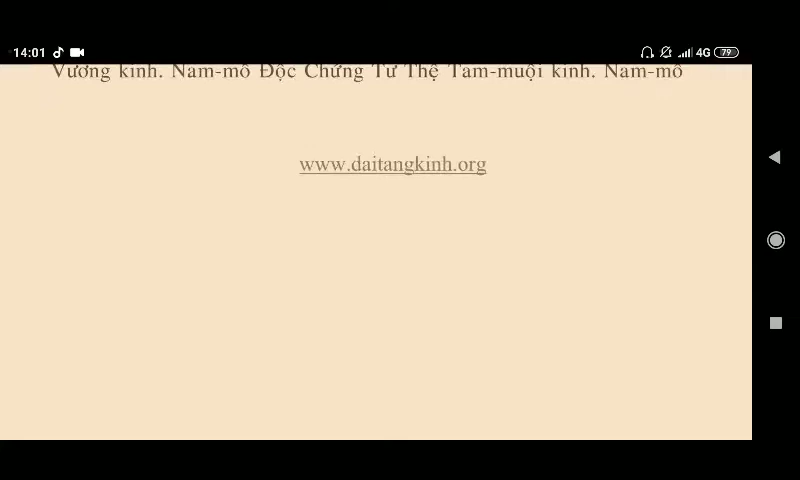 14:01 4G 79
Vương kinh. Nam-mô Độc Chứng Tư Thệ Tam-muội kinh. Nam-mô
www.daitangkinh.org